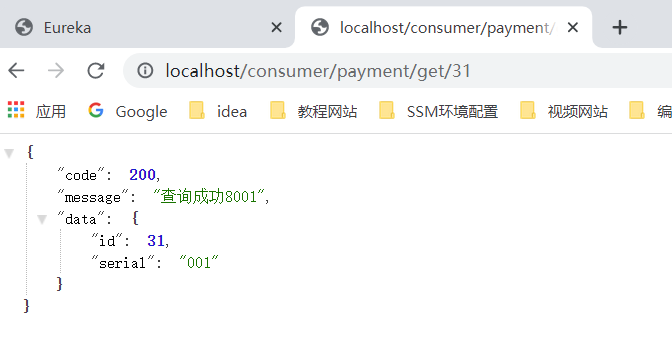 Eureka
localhost/consumer/payment/
localhost/consumer/payment/get/31
应用 Google idea 教程网站 SSM环境配置 视频网站 编
{
"code": 200,
"message": "查询成功8001",
"data": {
"id": 31,
"serial": "001"
}
}